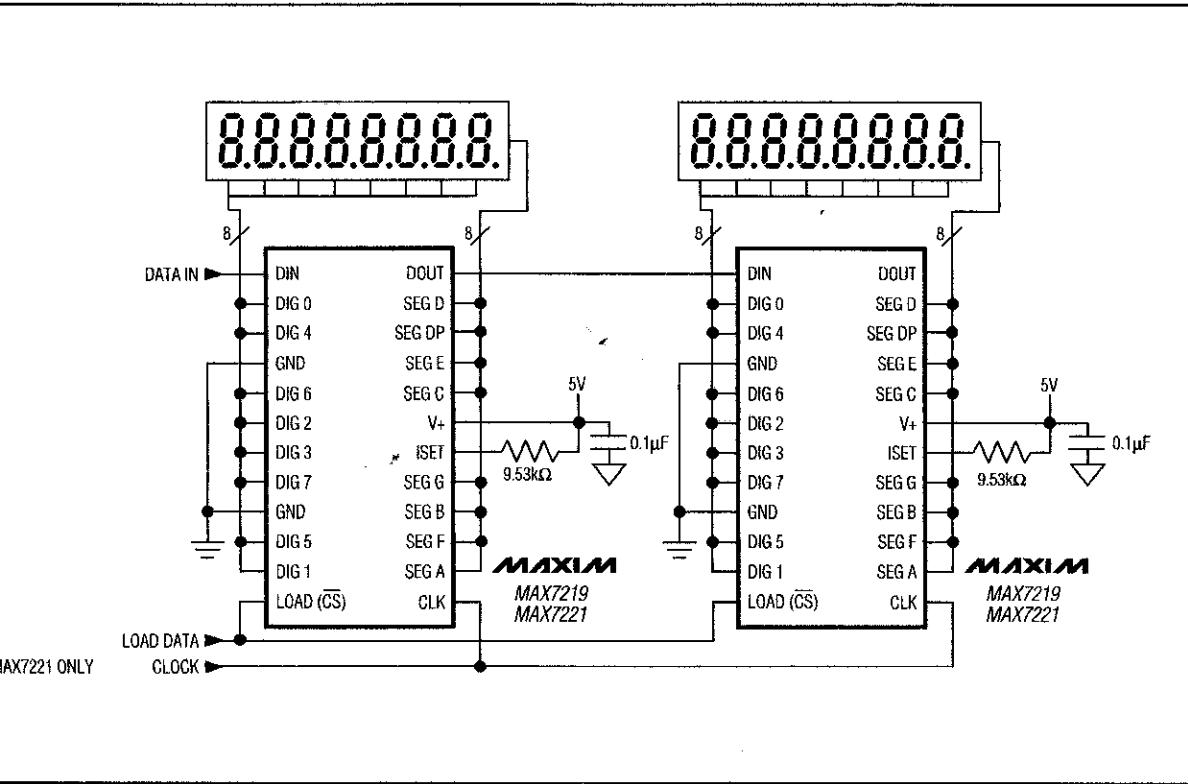 8.8.8.8.8.8.8.8.
8.8.8.8.8.8.8.8.
8
8
8
8
DATA IN
DIN
DOUT
DIG 0
SEG D
DIG 4
SEG DP
GND
SEG E
DIG 6
SEG C
DIG 2
V+
DIG 3
ISET
DIG 7
SEG G
GND
SEG B
DIG 5
SEG F
DIG 1
SEG A
LOAD (CS)
CLK
5V
0.1µF
9.53kΩ
MAXIM
MAX7219
MAX7221
DIN
DOUT
DIG 0
SEG D
DIG 4
SEG DP
GND
SEG E
DIG 6
SEG C
DIG 2
V+
DIG 3
ISET
DIG 7
SEG G
GND
SEG B
DIG 5
SEG F
DIG 1
SEG A
LOAD (CS)
CLK
5V
0.1µF
9.53kΩ
MAXIM
MAX7219
MAX7221
LOAD DATA
CLOCK
MAX7221 ONLY